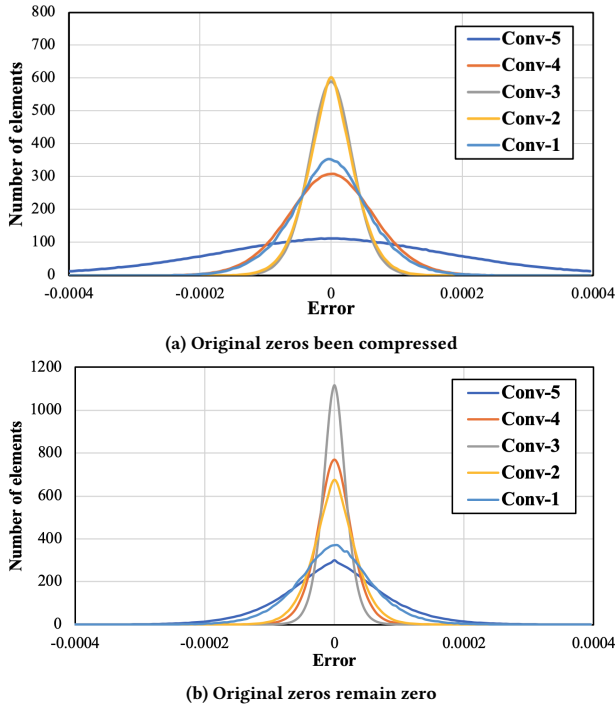 800
700
600
500
400
300
200
100
0
Number of elements
Conv-5
Conv-4
Conv-3
Conv-2
Conv-1
-0.0004 -0.0002 0 0.0002 0.0004
Error
(a) Original zeros been compressed
1200
1000
800
600
400
200
0
Number of elements
Conv-5
Conv-4
Conv-3
Conv-2
Conv-1
-0.0004 -0.0002 0 0.0002 0.0004
Error
(b) Original zeros remain zero